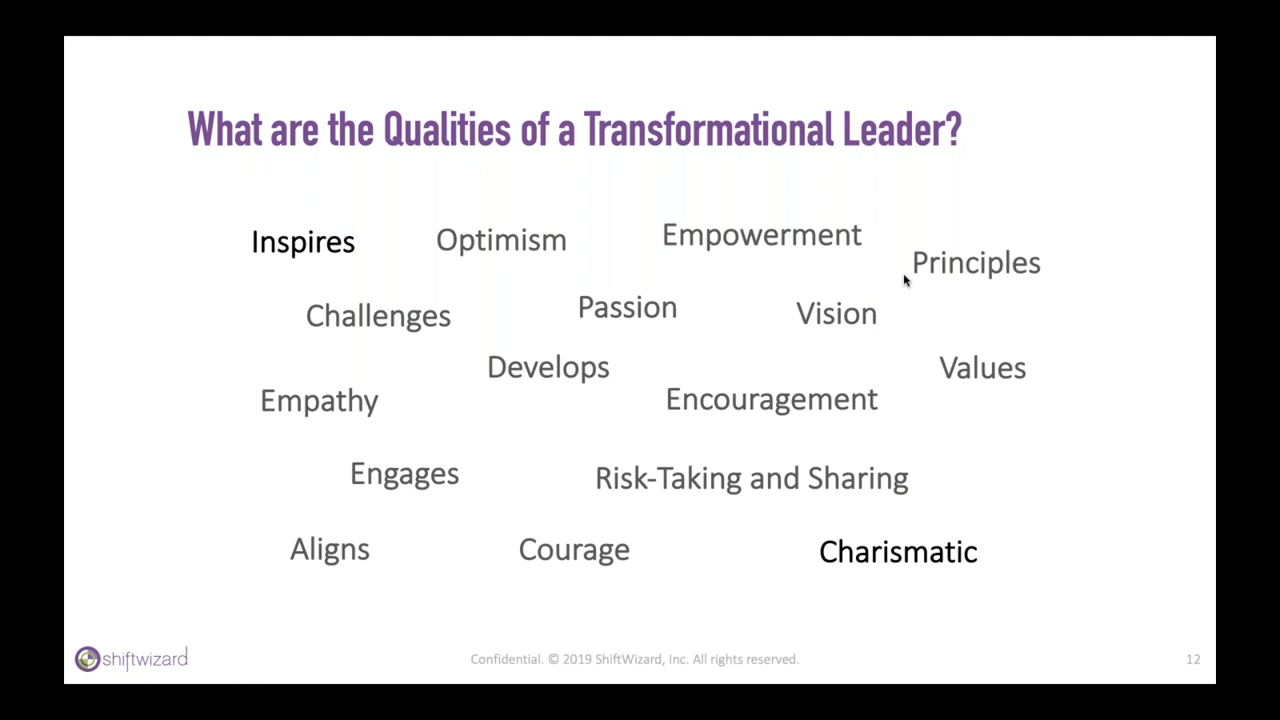 What are the Qualities of a Transformational Leader?
Inspires
Optimism
Empowerment
Principles
Challenges
Passion
Vision
Develops
Values
Empathy
Encouragement
Engages
Risk-Taking and Sharing
Aligns
Courage
Charismatic
shiftwizard
Confidential. © 2019 ShiftWizard, Inc. All rights reserved.
12